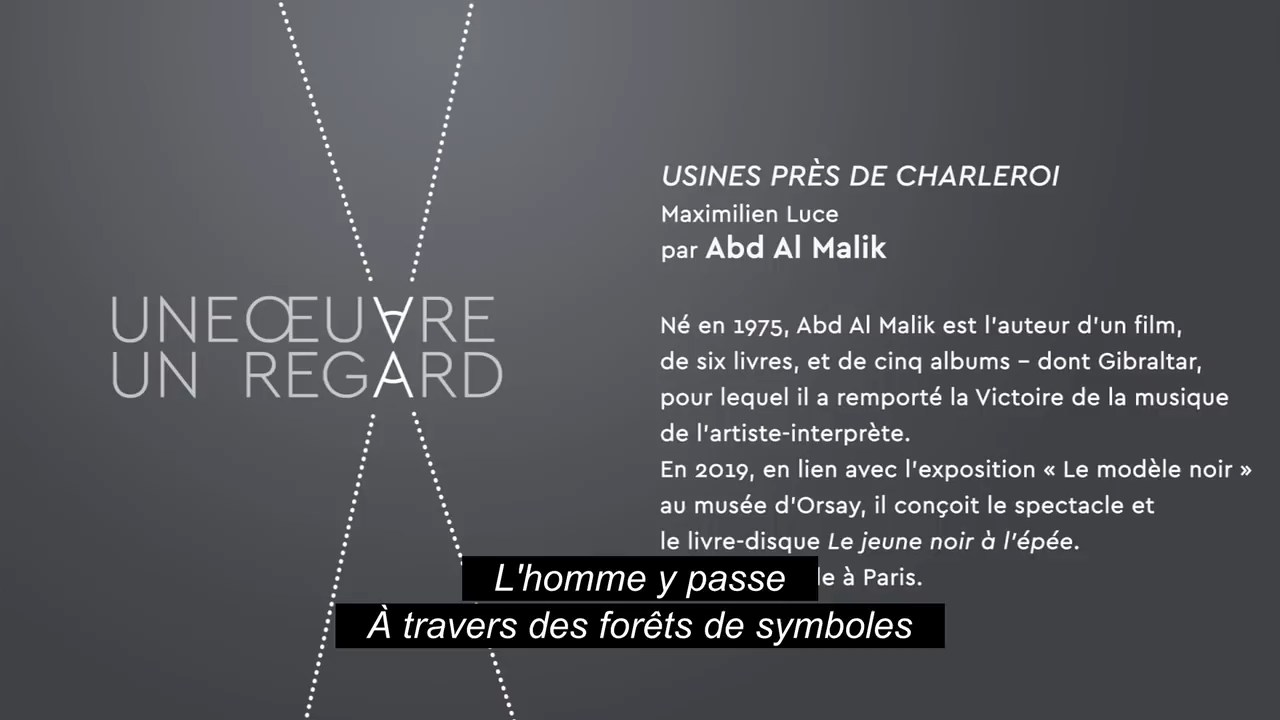 UNE ŒUVRE
UN REGARD
USINES PRÈS DE CHARLEROI
Maximilien Luce
par Abd Al Malik
Né en 1975, Abd Al Malik est l'auteur d'un film,
de six livres, et de cinq albums – dont Gibraltar,
pour lequel il a remporté la Victoire de la musique
de l'artiste-interprète.
En 2019, en lien avec l'exposition « Le modèle noir »
au musée d'Orsay, il conçoit le spectacle et
le livre-disque Le jeune noir à l'épée.
à Paris.
L'homme y passe
À travers des forêts de symboles